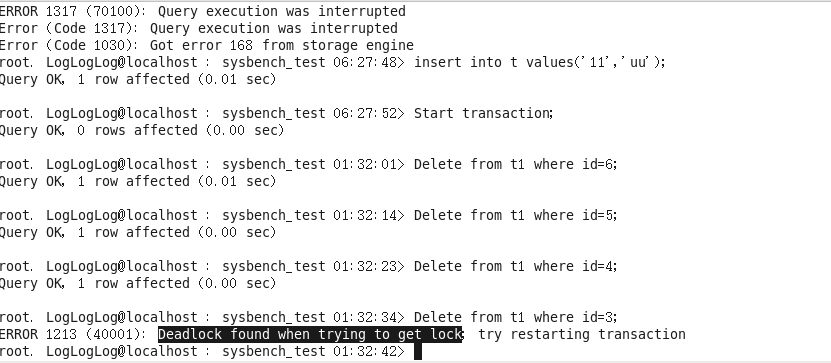 ERROR 1317 (70100): Query execution was interrupted
Error (Code 1317): Query execution was interrupted
Error (Code 1030): Got error 168 from storage engine
root. LogLogLog@localhost : sysbench_test 06:27:48> insert into t values('11','uu');
Query OK, 1 row affected (0.01 sec)
root. LogLogLog@localhost : sysbench_test 06:27:52> Start transaction;
Query OK, 0 rows affected (0.00 sec)
root. LogLogLog@localhost : sysbench_test 01:32:01> Delete from t1 where id=6;
Query OK, 1 row affected (0.01 sec)
root. LogLogLog@localhost : sysbench_test 01:32:14> Delete from t1 where id=5;
Query OK, 1 row affected (0.00 sec)
root. LogLogLog@localhost : sysbench_test 01:32:23> Delete from t1 where id=4;
Query OK, 1 row affected (0.00 sec)
root. LogLogLog@localhost : sysbench_test 01:32:34> Delete from t1 where id=3;
ERROR 1213 (40001): Deadlock found when trying to get lock; try restarting transaction
root. LogLogLog@localhost : sysbench_test 01:32:42>